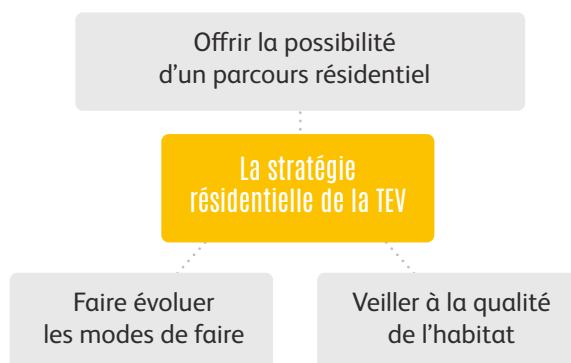 Offrir la possibilité
d’un parcours résidentiel
La stratégie
résidentielle de la TEV
Faire évoluer
les modes de faire
Veiller à la qualité
de l’habitat